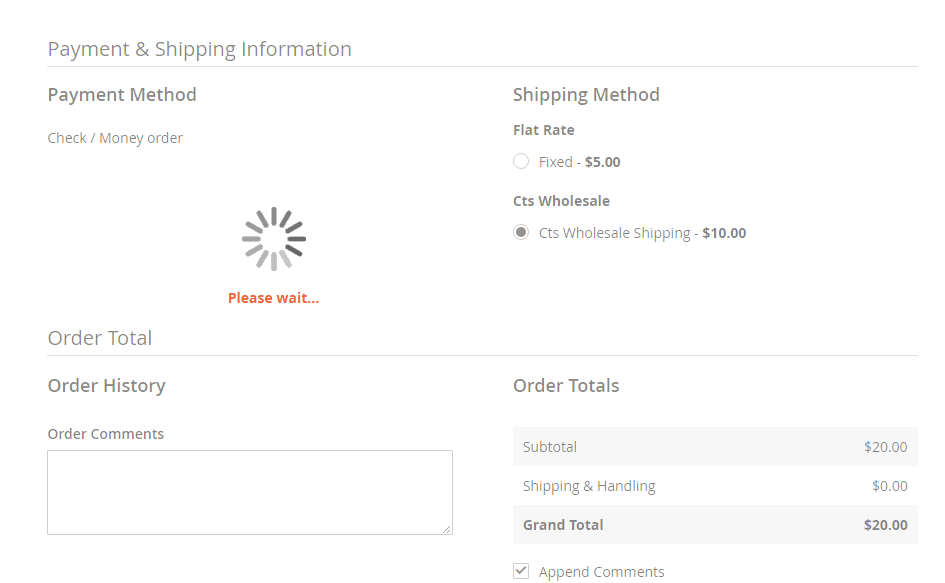 Payment & Shipping Information
Payment Method
Check / Money order
Please wait...
Shipping Method
Flat Rate
Fixed - $5.00
Cts Wholesale
Cts Wholesale Shipping - $10.00
Order Total
Order History
Order Comments
Order Totals
Subtotal $20.00
Shipping & Handling $0.00
Grand Total $20.00
Append Comments